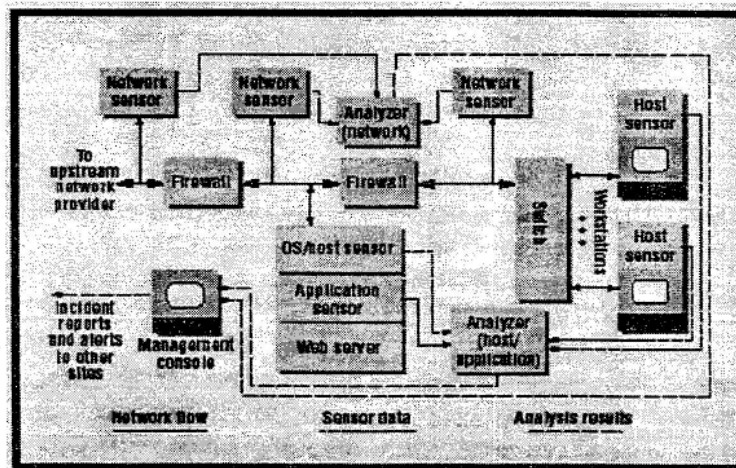 Network
sensor
Network
sensor
Analyzer
(network)
Network
sensor
Host
sensor
To
upstream
network
provider
Firewall
Firewall
Switch
Workstations
Host
sensor
OS/host sensor
Application
sensor
Web server
Analyzer
(host/
application)
Incident
reports
and alerts
to other
sites
Management
console
Network flow
Sensor data
Analysis results